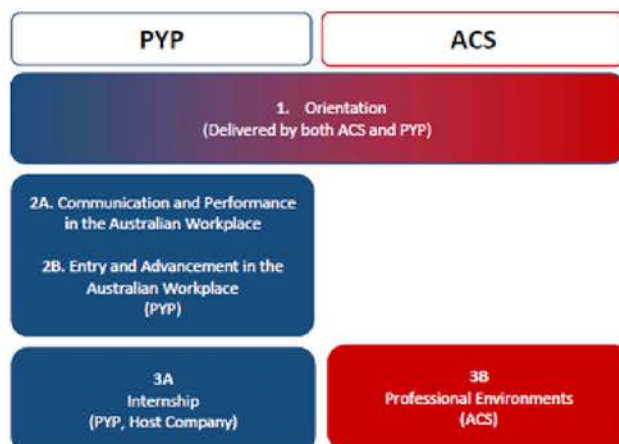 PYP
ACS
1. Orientation
(Delivered by both ACS and PYP)
2A. Communication and Performance
in the Australian Workplace
2B. Entry and Advancement in the
Australian Workplace
(PYP)
3A
Internship
(PYP, Host Company)
3B
Professional Environments
(ACS)